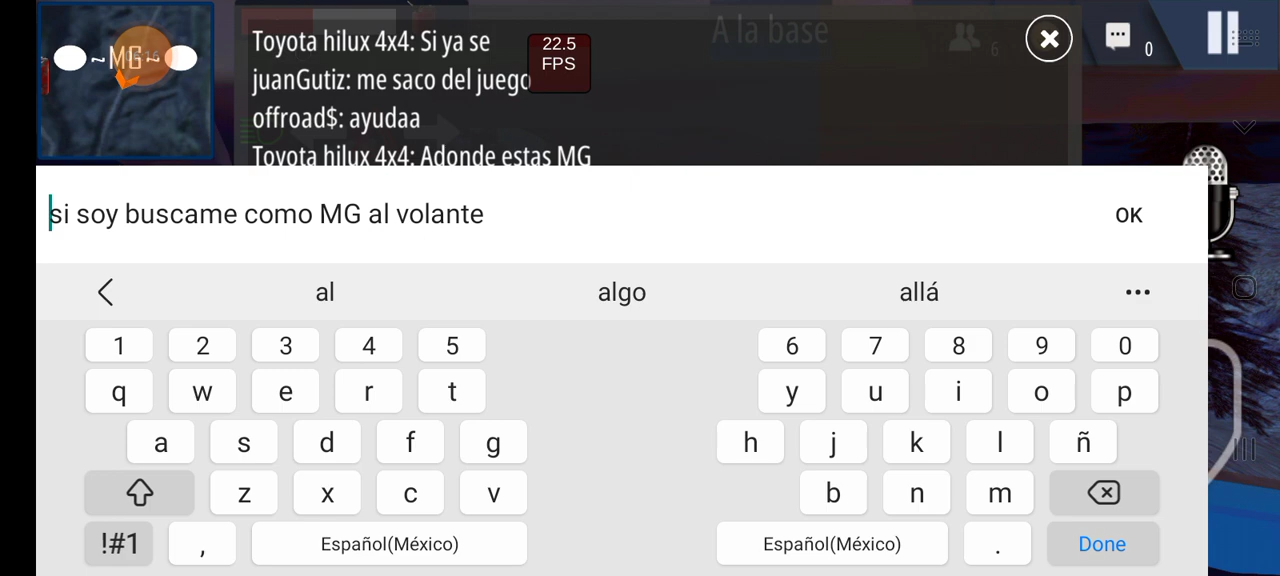 ~MG~
Toyota hilux 4x4: Si ya se
juanGutiz: me saco del juego
offroad$: ayudaa
Toyota hilux 4x4: Adonde estas MG
22.5
FPS
A la base
6
0
si soy buscame como MG al volante
OK
al algo allá
1 2 3 4 5 6 7 8 9 0
q w e r t y u i o p
a s d f g h j k l ñ
z x c v b n m
!#1 , Español(México) Español(México) . Done